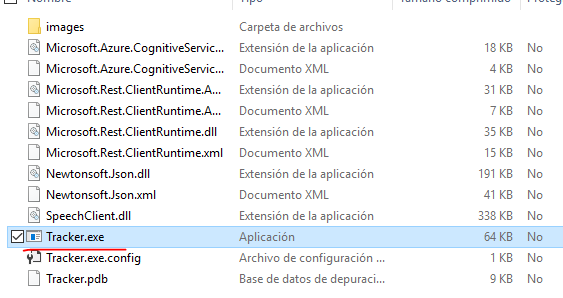 Nombre Tipo Tamaño comprimido Proteg
images Carpeta de archivos
Microsoft.Azure.CognitiveServic... Extensión de la aplicación 18 KB No
Microsoft.Azure.CognitiveServic... Documento XML 4 KB No
Microsoft.Rest.ClientRuntime.A... Extensión de la aplicación 31 KB No
Microsoft.Rest.ClientRuntime.A... Documento XML 7 KB No
Microsoft.Rest.ClientRuntime.dll Extensión de la aplicación 35 KB No
Microsoft.Rest.ClientRuntime.xml Documento XML 15 KB No
Newtonsoft.Json.dll Extensión de la aplicación 191 KB No
Newtonsoft.Json.xml Documento XML 41 KB No
SpeechClient.dll Extensión de la aplicación 338 KB No
Tracker.exe Aplicación 64 KB No
Tracker.exe.config Archivo de configuración ... 1 KB No
Tracker.pdb Base de datos de depuraci... 9 KB No